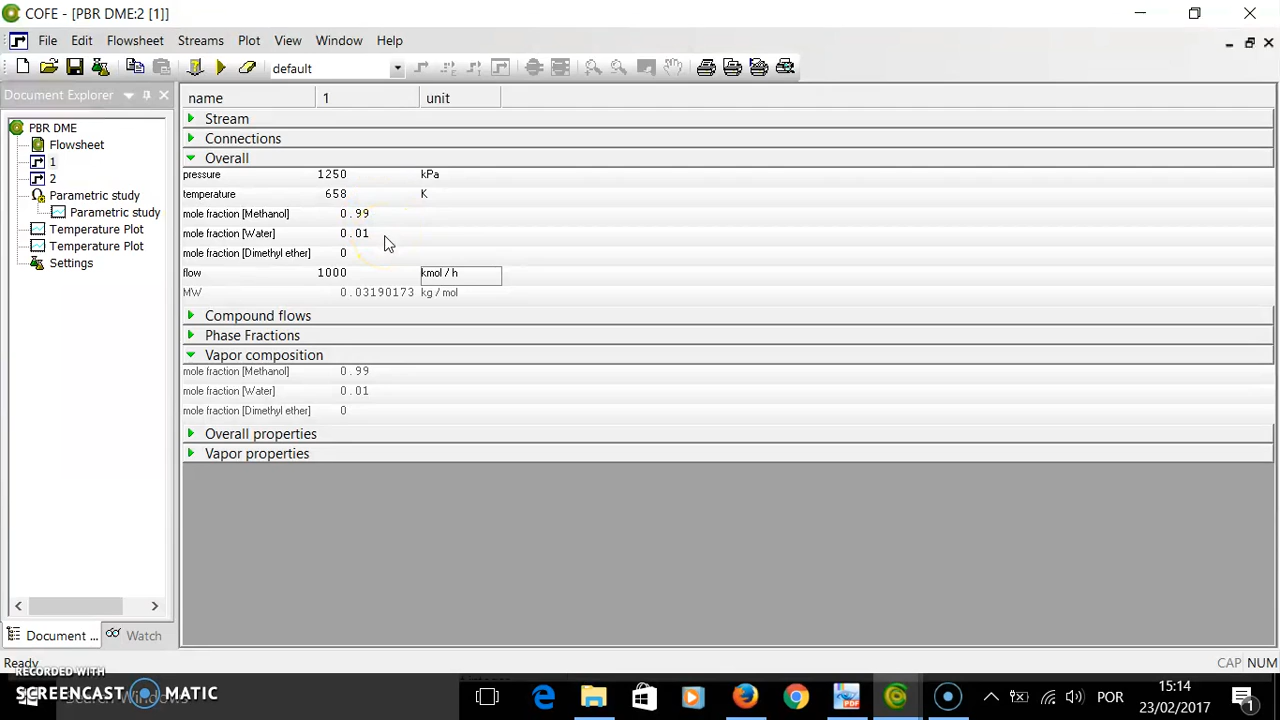 COFE - [PBR DME:2 [1]]
File Edit Flowsheet Streams Plot View Window Help
default
Document Explorer
PBR DME
Flowsheet
1
2
Parametric study
Parametric study
Temperature Plot
Temperature Plot
Settings
Document ... Watch
name 1 unit
Stream
Connections
Overall
pressure 1250 kPa
temperature 658 K
mole fraction [Methanol] 0.99
mole fraction [Water] 0.01
mole fraction [Dimethyl ether] 0
flow 1000 kmol / h
MW 0.03190173 kg / mol
Compound flows
Phase Fractions
Vapor composition
mole fraction [Methanol] 0.99
mole fraction [Water] 0.01
mole fraction [Dimethyl ether] 0
Overall properties
Vapor properties
Ready CAP NUM
RECORDED WITH
SCREENCAST MATIC
Search Windows
POR
15:14
23/02/2017
1